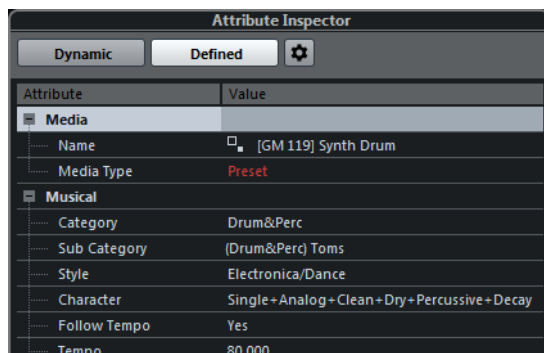 Attribute Inspector
Dynamic Defined
Attribute Value
Media
Name [GM 119] Synth Drum
Media Type Preset
Musical
Category Drum&Perc
Sub Category (Drum&Perc) Toms
Style Electronica/Dance
Character Single+Analog+Clean+Dry+Percussive+Decay
Follow Tempo Yes
Tempo 80.000